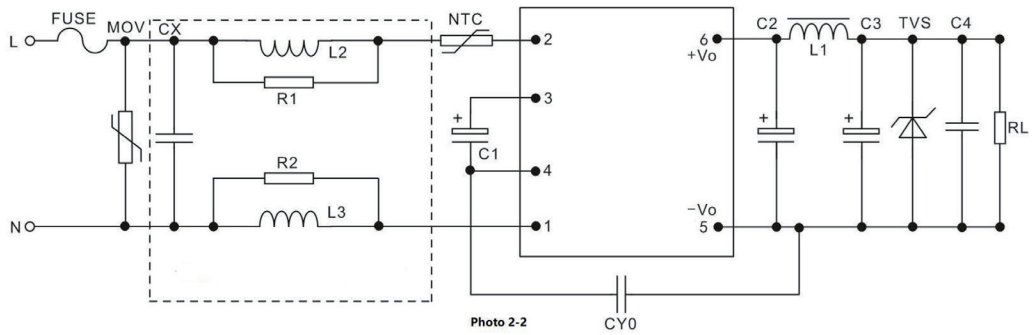 FUSE
L
MOV
CX
L2
R1
NTC
2
3
+
C1
4
R2
L3
N
1
6
+Vo
-Vo
5
C2
L1
C3
TVS
C4
+
+
RL
CY0
Photo 2-2